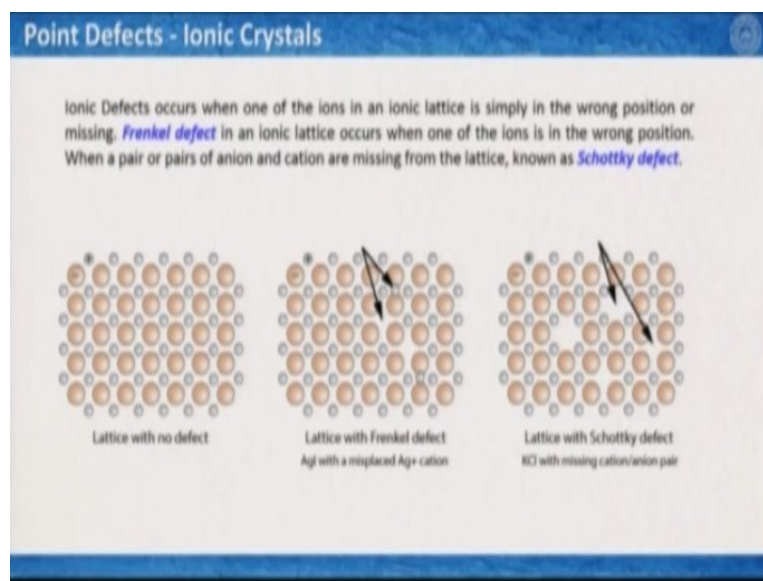 Point Defects - Ionic Crystals
Ionic Defects occurs when one of the ions in an ionic lattice is simply in the wrong position or
missing. Frenkel defect in an ionic lattice occurs when one of the ions is in the wrong position.
When a pair or pairs of anion and cation are missing from the lattice, known as Schottky defect.
Lattice with no defect
Lattice with Frenkel defect
AgI with a misplaced Ag+ cation
Lattice with Schottky defect
KCl with missing cation/anion pair